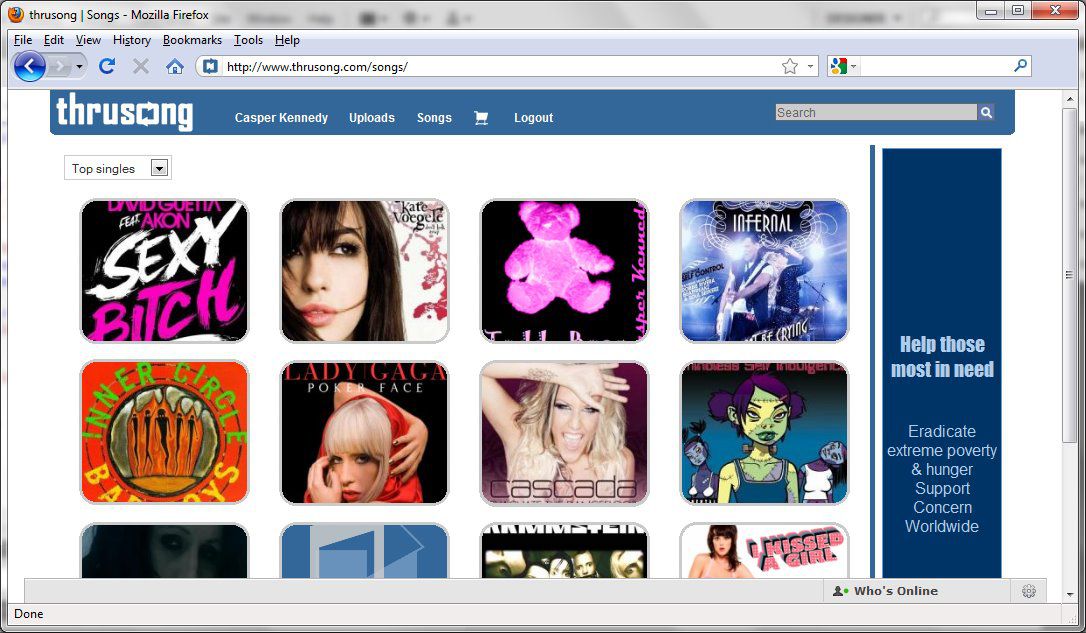 thrusong | Songs - Mozilla Firefox
File Edit View History Bookmarks Tools Help
http://www.thrusong.com/songs/
thrusong
Casper Kennedy Uploads Songs Logout
Search
Top singles
DAVID GUETTA
FEAT. AKON
SEXY
BITCH
Kate
Voegele
INFERNAL
SELF CONTROL
INNER CIRCLE
BAD BOYS
LADY GAGA
POKER FACE
cascada
Mindless Self Indulgence
RAMMSTEIN
I KISSED
A GIRL
Help those
most in need
Eradicate
extreme poverty
& hunger
Support
Concern
Worldwide
Who's Online
Done